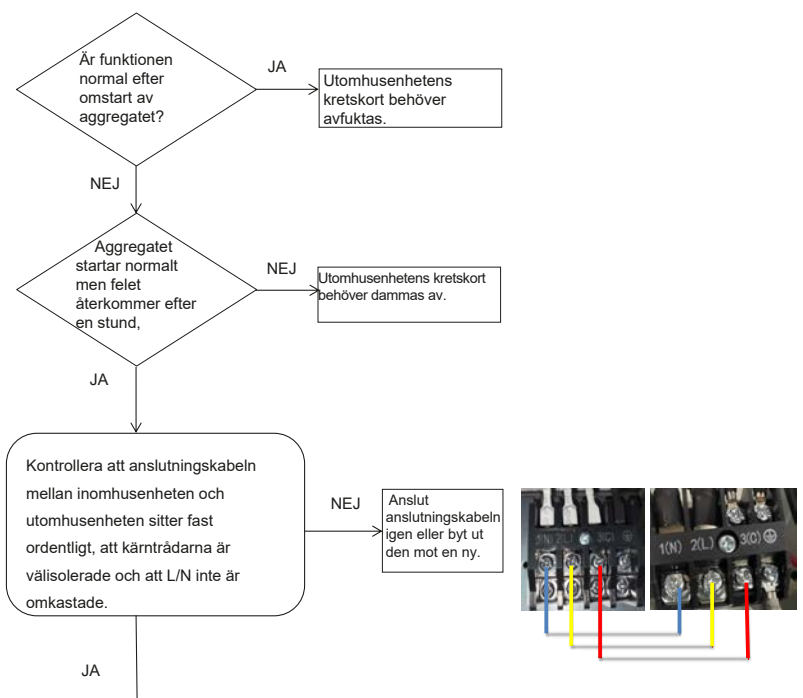 Är funktionen
normal efter
omstart av
aggregatet?
JA
Utomhusenhetens
kretskort behöver
avfuktas.
NEJ
Aggregatet
startar normalt
men felet
återkommer efter
en stund,
NEJ
Utomhusenhetens kretskort
behöver dammas av.
JA
Kontrollera att anslutningskabeln
mellan inomhusenheten och
utomhusenheten sitter fast
ordentligt, att kärntrådarna är
välisolerade och att L/N inte är
omkastade.
NEJ
Anslut
anslutningskabeln
igen eller byt ut
den mot en ny.
1(N) 2(L) 3(C)
1(N) 2(L) 3(C)
JA